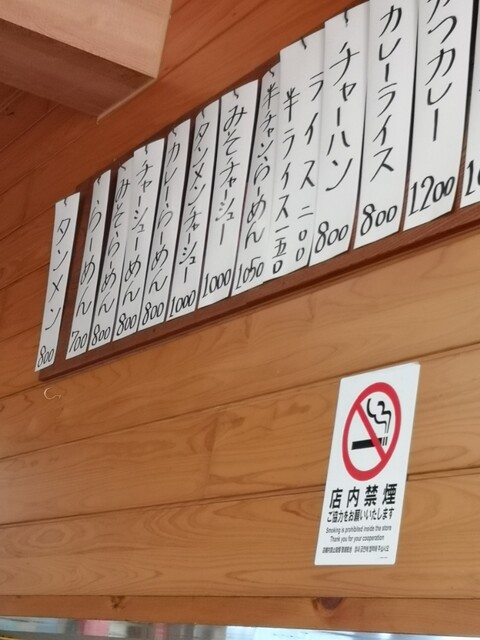 かつカレー 1200
カレーライス 800
チャーハン 800
ライス 二〇〇
半ライス 一五〇
半チャンらーめん 1050
みそチャーシュー 1000
タンメンチャーシュー 1000
カレーらーめん 800
チャーシューめん 800
みそらーめん 800
らーめん 700
タンメン 800
店内禁煙
ご協力をお願いいたします
Smoking is prohibited inside the store
Thank you for your cooperation